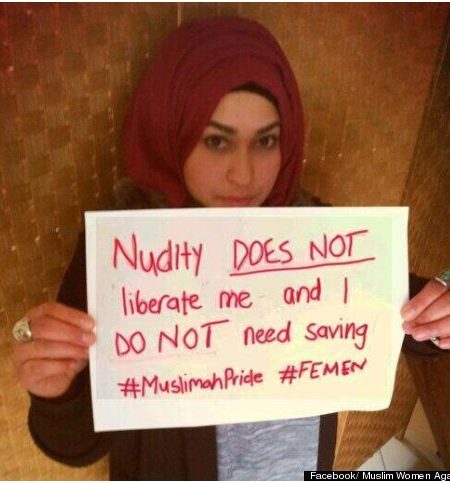 Nudity DOES NOT
liberate me and I
DO NOT need saving
#MuslimahPride #FEMEN
Facebook/ Muslim Women Aga